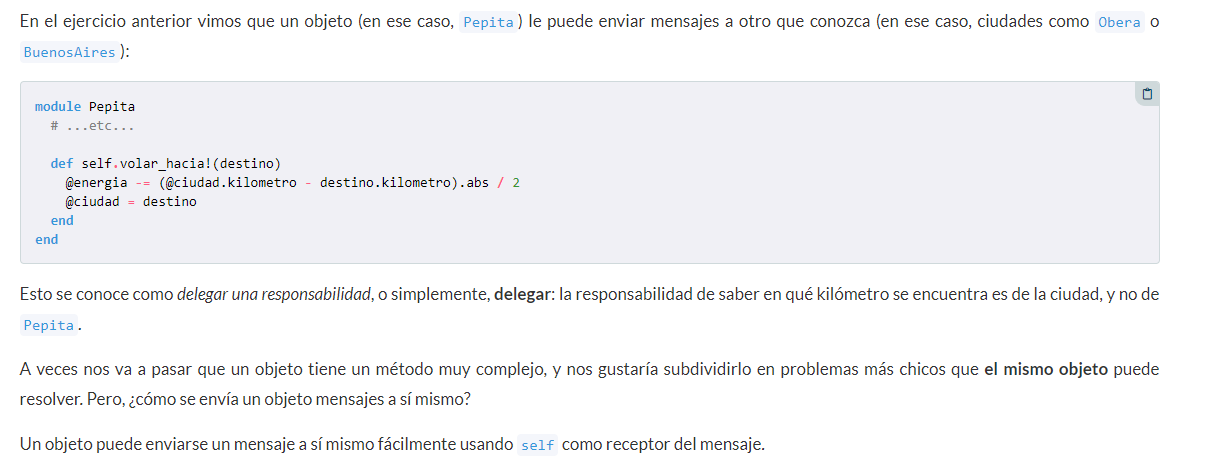 En el ejercicio anterior vimos que un objeto (en ese caso, Pepita ) le puede enviar mensajes a otro que conozca (en ese caso, ciudades como Obera o
BuenosAires ):
module Pepita
  # ...etc...

  def self.volar_hacia!(destino)
    @energia -= (@ciudad.kilometro - destino.kilometro).abs / 2
    @ciudad = destino
  end
end
Esto se conoce como delegar una responsabilidad, o simplemente, delegar: la responsabilidad de saber en qué kilómetro se encuentra es de la ciudad, y no de
Pepita .
A veces nos va a pasar que un objeto tiene un método muy complejo, y nos gustaría subdividirlo en problemas más chicos que el mismo objeto puede
resolver. Pero, ¿cómo se envía un objeto mensajes a sí mismo?
Un objeto puede enviarse un mensaje a sí mismo fácilmente usando self como receptor del mensaje.